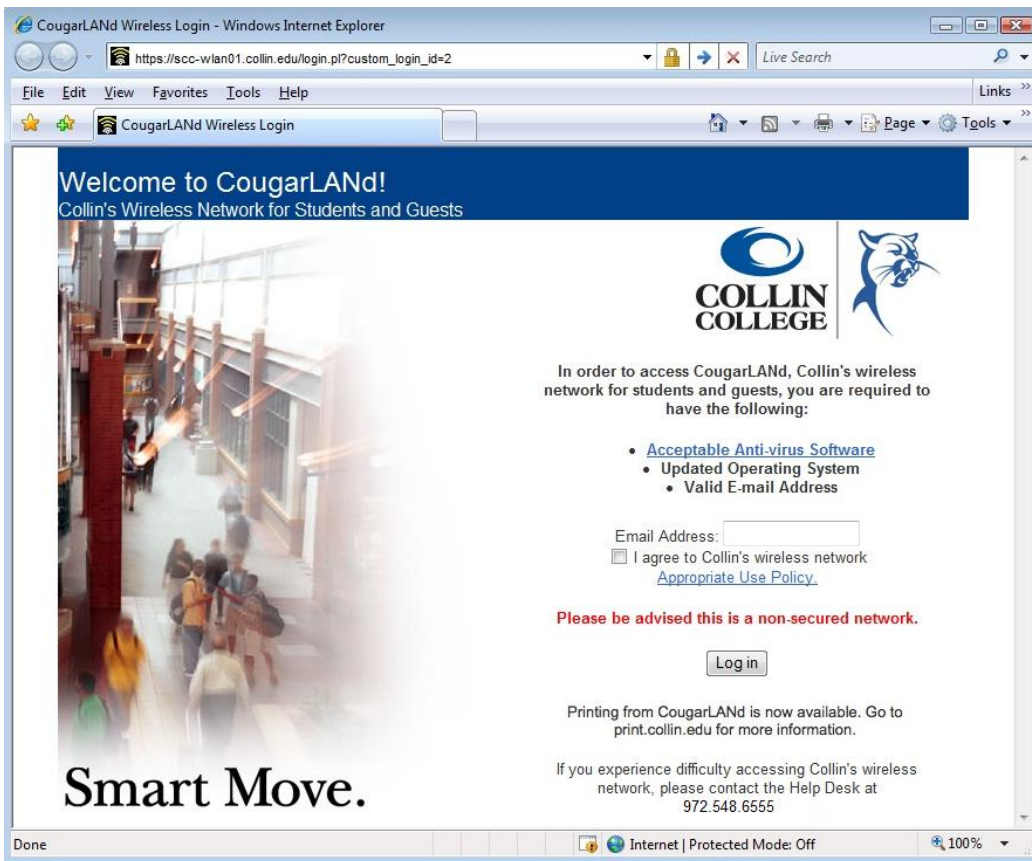 CougarLANd Wireless Login - Windows Internet Explorer
https://scc-wlan01.collin.edu/login.pl?custom_login_id=2
Live Search
File Edit View Favorites Tools Help
Links
CougarLANd Wireless Login
Page Tools
Welcome to CougarLANd!
Collin's Wireless Network for Students and Guests
COLLIN
COLLEGE
In order to access CougarLANd, Collin's wireless
network for students and guests, you are required to
have the following:
• Acceptable Anti-virus Software
• Updated Operating System
• Valid E-mail Address
Email Address:
I agree to Collin's wireless network
Appropriate Use Policy.
Please be advised this is a non-secured network.
Log in
Printing from CougarLANd is now available. Go to
print.collin.edu for more information.
If you experience difficulty accessing Collin's wireless
network, please contact the Help Desk at
972.548.6555
Smart Move.
Done
Internet | Protected Mode: Off
100%